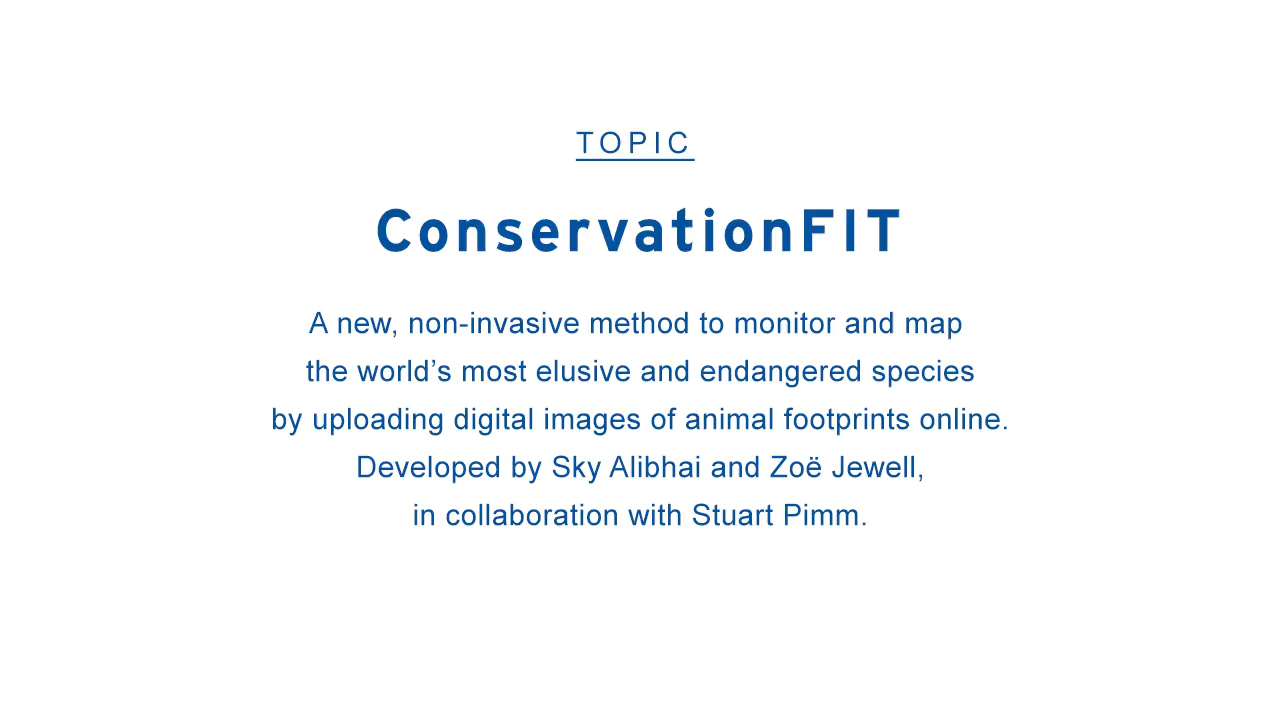 TOPIC
ConservationFIT
A new, non-invasive method to monitor and map
the world’s most elusive and endangered species
by uploading digital images of animal footprints online.
Developed by Sky Alibhai and Zoë Jewell,
in collaboration with Stuart Pimm.